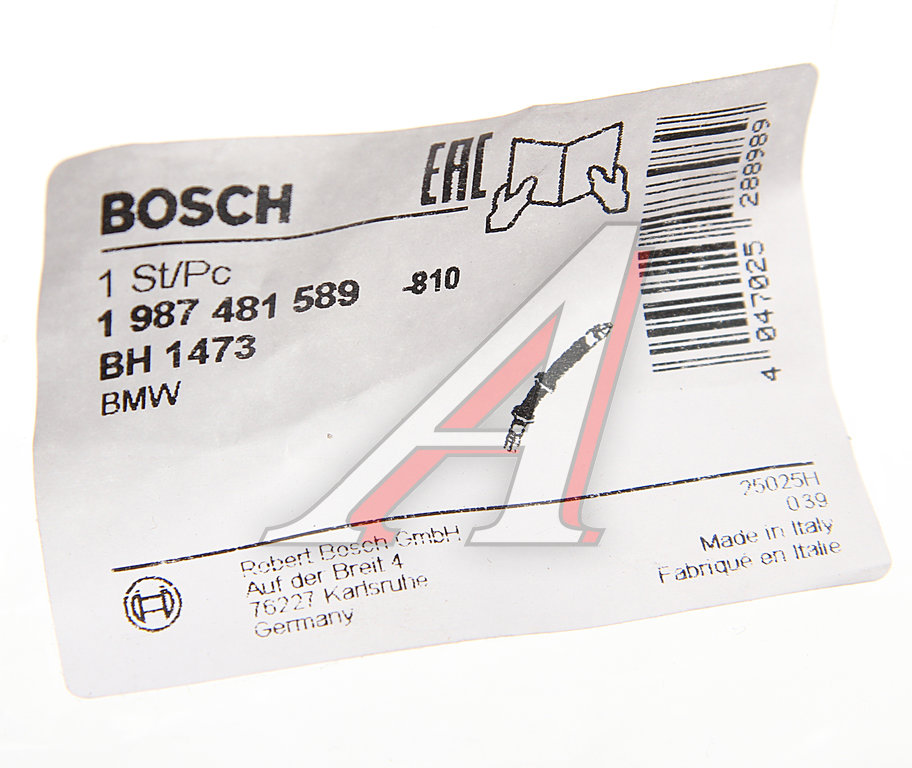 BOSCH
EAC
1 St/Pc
1 987 481 589 -810
BH 1473
BMW
4 047025 288989
25025H
039
Made in Italy
Fabriqué en Italie
Robert Bosch GmbH
Auf der Breit 4
76227 Karlsruhe
Germany
A